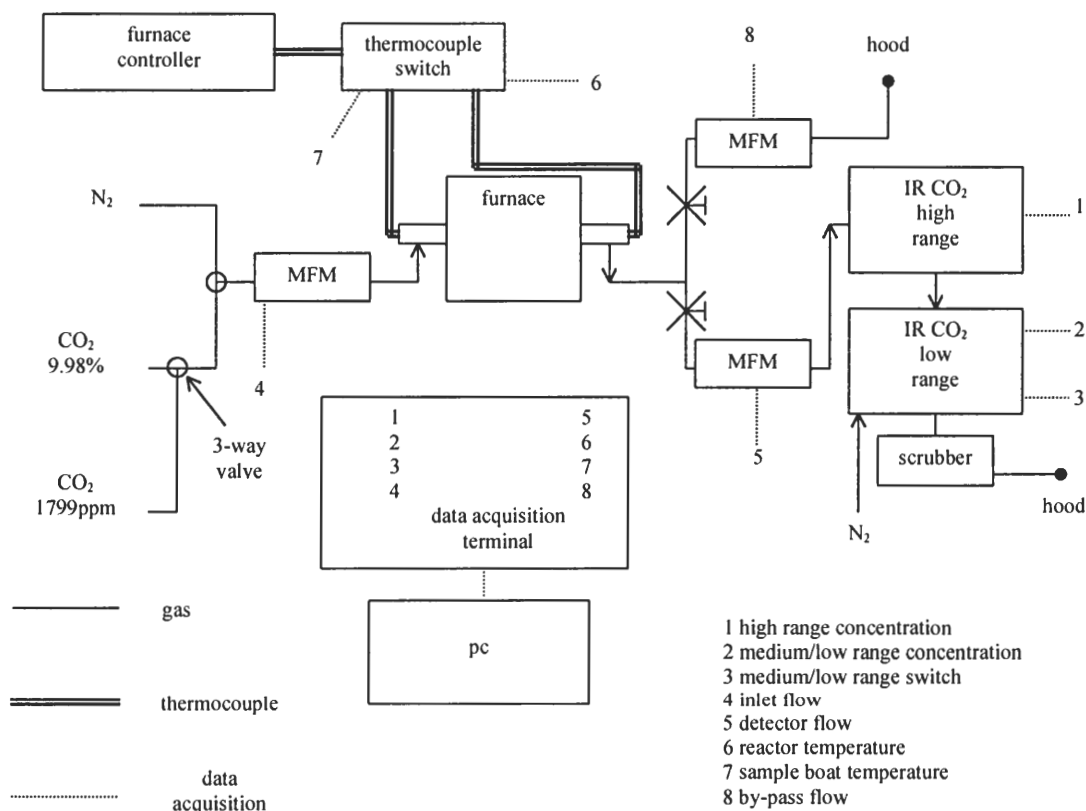 furnace
controller
thermocouple
switch
6
7
8
hood
MFM
N₂
furnace
IR CO₂
high
range
1
MFM
CO₂
9.98%
4
3-way
valve
CO₂
1799ppm
MFM
5
IR CO₂
low
range
2
3
scrubber
hood
N₂
1 5
2 6
3 7
4 8
data acquisition
terminal
pc
gas
thermocouple
data
acquisition
1 high range concentration
2 medium/low range concentration
3 medium/low range switch
4 inlet flow
5 detector flow
6 reactor temperature
7 sample boat temperature
8 by-pass flow